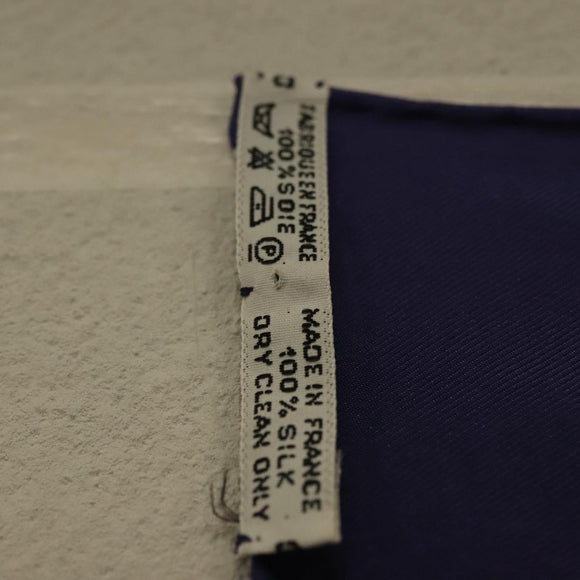 FABRIQUE EN FRANCE
100 % SOIE
P
MADE IN FRANCE
100% SILK
DRY CLEAN ONLY